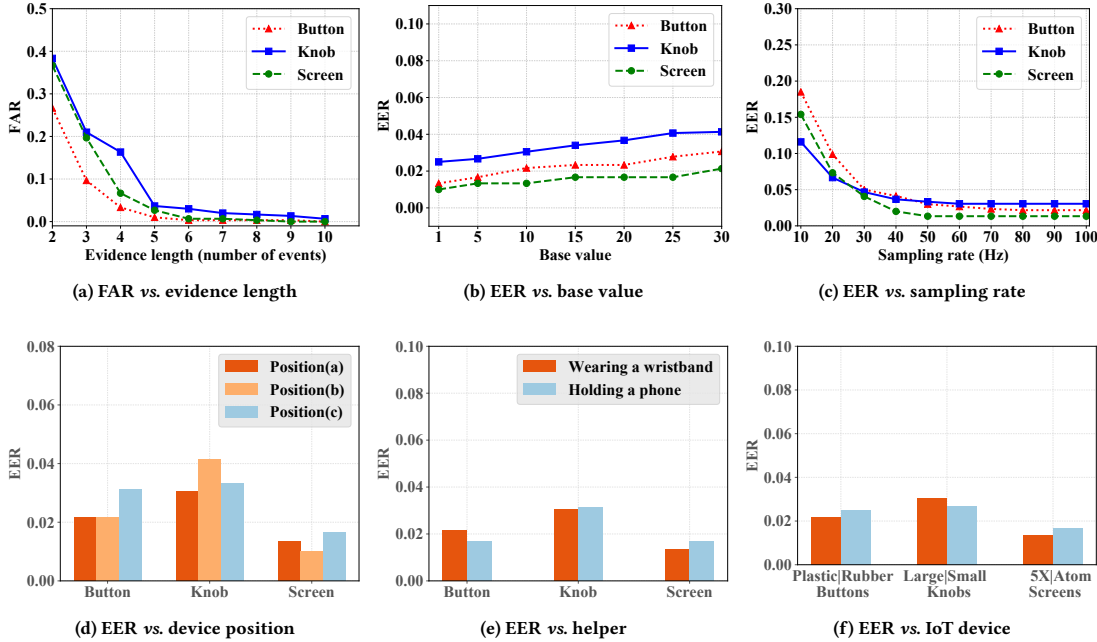 0.5
0.4
0.3
0.2
0.1
0.0
FAR
Button
Knob
Screen
2 3 4 5 6 7 8 9 10
Evidence length (number of events)
(a) FAR vs. evidence length
0.10
0.08
0.06
0.04
0.02
0.00
EER
Button
Knob
Screen
1 5 10 15 20 25 30
Base value
(b) EER vs. base value
0.30
0.25
0.20
0.15
0.10
0.05
0.00
EER
Button
Knob
Screen
10 20 30 40 50 60 70 80 90 100
Sampling rate (Hz)
(c) EER vs. sampling rate
0.08
0.06
0.04
0.02
0.00
EER
Position(a)
Position(b)
Position(c)
Button Knob Screen
(d) EER vs. device position
0.10
0.08
0.06
0.04
0.02
0.00
EER
Wearing a wristband
Holding a phone
Button Knob Screen
(e) EER vs. helper
0.10
0.08
0.06
0.04
0.02
0.00
EER
Plastic|Rubber Large|Small 5X|Atom
Buttons Knobs Screens
(f) EER vs. IoT device